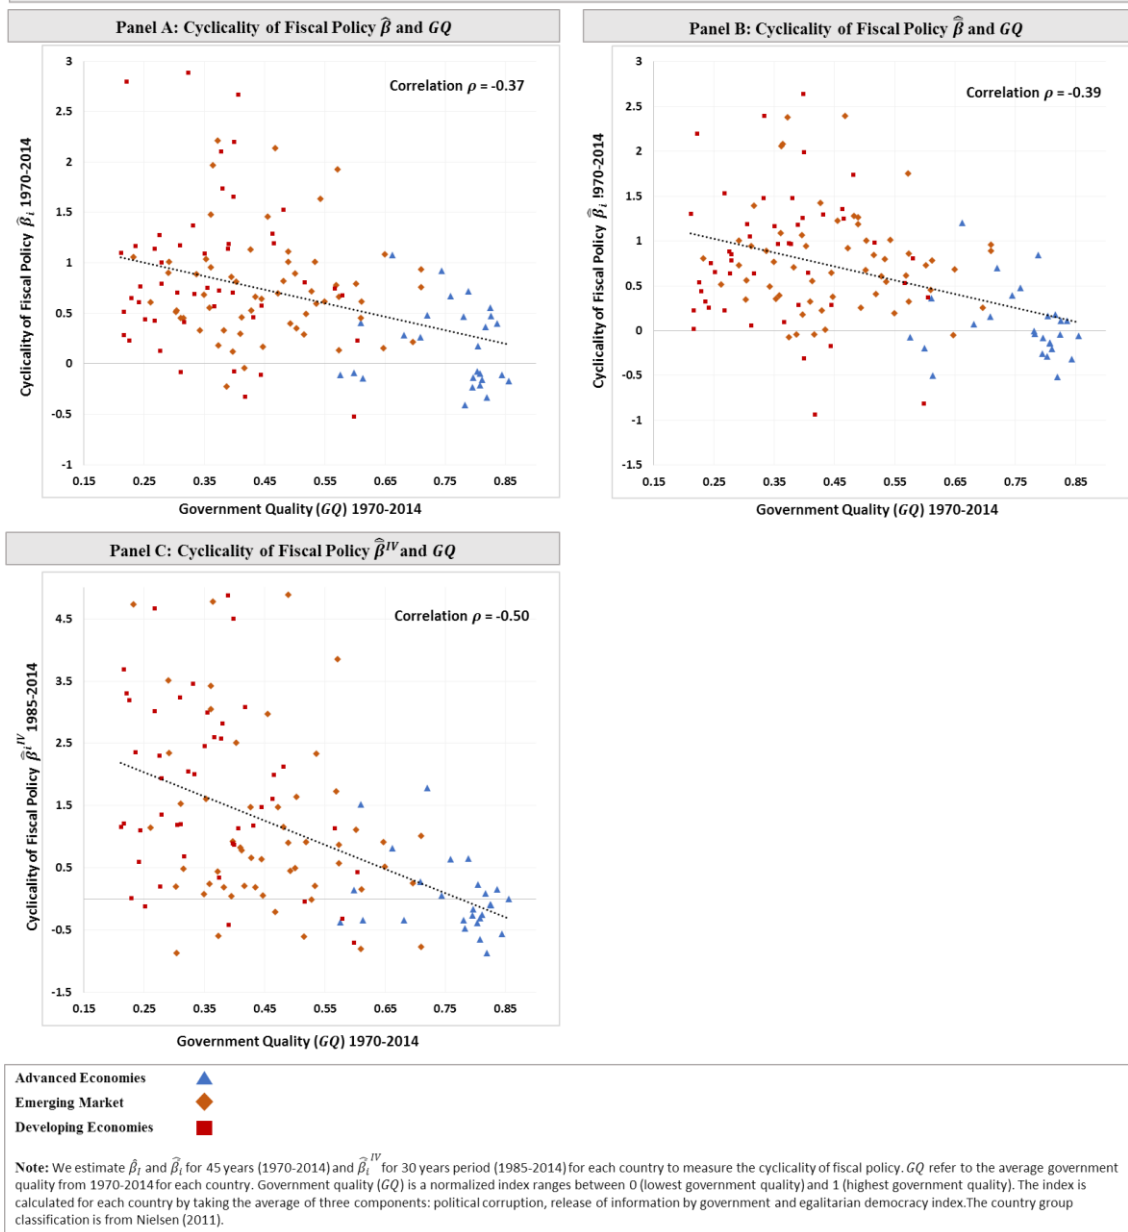 Panel A: Cyclicality of Fiscal Policy β̂ and GQ
Correlation ρ = -0.37
Cyclicality of Fiscal Policy β̂ᵢ 1970-2014
3
2.5
2
1.5
1
0.5
0
-0.5
-1
0.15 0.25 0.35 0.45 0.55 0.65 0.75 0.85
Government Quality (GQ) 1970-2014
Panel B: Cyclicality of Fiscal Policy β̂̂ and GQ
Correlation ρ = -0.39
Cyclicality of Fiscal Policy β̂̂ᵢ !970-2014
3
2.5
2
1.5
1
0.5
0
-0.5
-1
-1.5
0.15 0.25 0.35 0.45 0.55 0.65 0.75 0.85
Government Quality (GQ) 1970-2014
Panel C: Cyclicality of Fiscal Policy β̂̂ᴵⱽ and GQ
Correlation ρ = -0.50
Cyclicality of Fiscal Policy β̂̂ᵢᴵⱽ 1985-2014
4.5
3.5
2.5
1.5
0.5
-0.5
-1.5
0.15 0.25 0.35 0.45 0.55 0.65 0.75 0.85
Government Quality (GQ) 1970-2014
Advanced Economies
Emerging Market
Developing Economies
Note: We estimate β̂ᵢ and β̂̂ᵢ for 45 years (1970-2014) and β̂̂ᵢᴵⱽ for 30 years period (1985-2014) for each country to measure the cyclicality of fiscal policy. GQ refer to the average government
quality from 1970-2014 for each country. Government quality (GQ) is a normalized index ranges between 0 (lowest government quality) and 1 (highest government quality). The index is
calculated for each country by taking the average of three components: political corruption, release of information by government and egalitarian democracy index.The country group
classification is from Nielsen (2011).